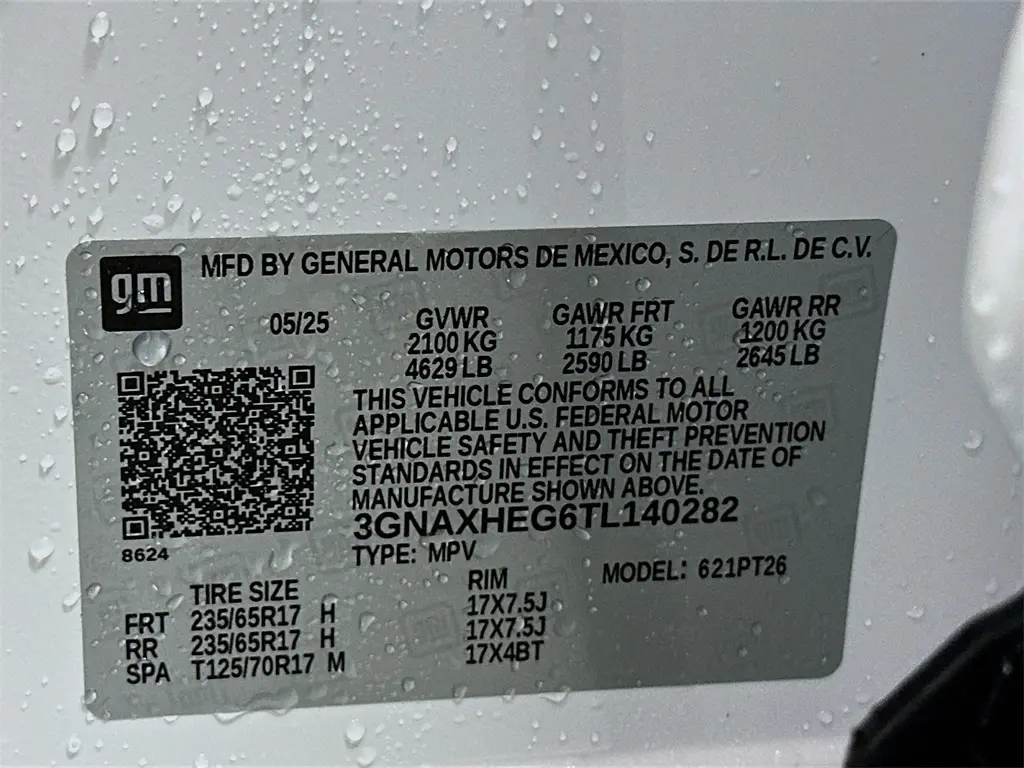 gm
MFD BY GENERAL MOTORS DE MEXICO, S. DE R.L. DE C.V.
05/25 GVWR GAWR FRT GAWR RR
2100 KG 1175 KG 1200 KG
4629 LB 2590 LB 2645 LB
THIS VEHICLE CONFORMS TO ALL
APPLICABLE U.S. FEDERAL MOTOR
VEHICLE SAFETY AND THEFT PREVENTION
STANDARDS IN EFFECT ON THE DATE OF
MANUFACTURE SHOWN ABOVE.
3GNAXHEG6TL140282
8624
TYPE: MPV MODEL: 621PT26
TIRE SIZE RIM
FRT 235/65R17 H 17X7.5J
RR 235/65R17 H 17X7.5J
SPA T125/70R17 M 17X4BT